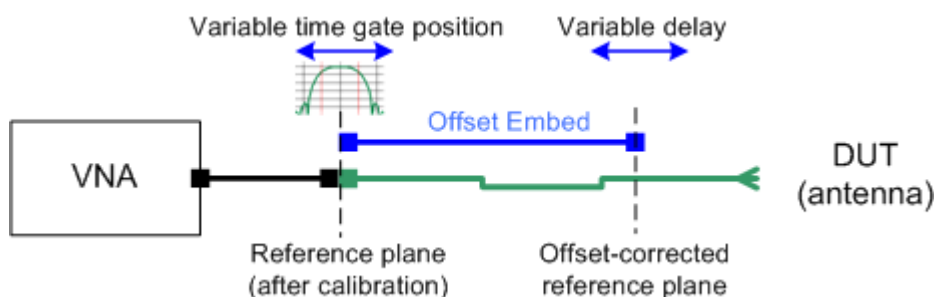 Variable time gate position
Variable delay
Offset Embed
VNA
DUT
(antenna)
Reference plane
(after calibration)
Offset-corrected
reference plane